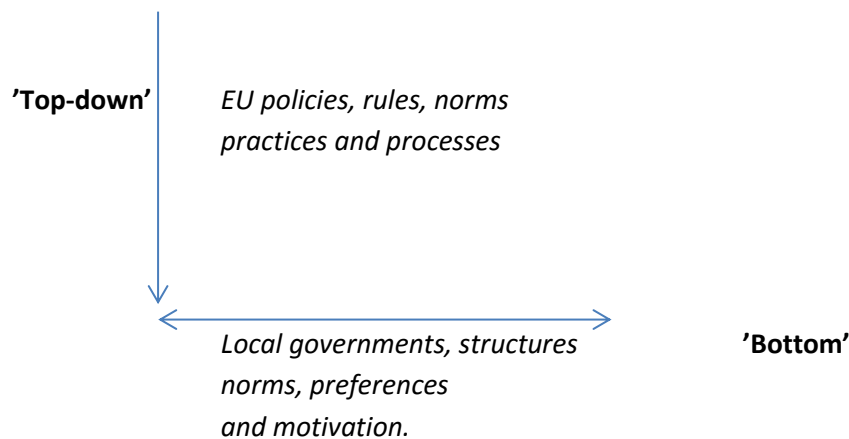 ’Top-down’ EU policies, rules, norms
practices and processes
Local governments, structures ’Bottom’
norms, preferences
and motivation.